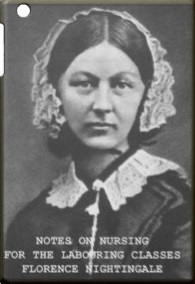 NOTES ON NURSING
FOR THE LABOURING CLASSES
FLORENCE NIGHTINGALE